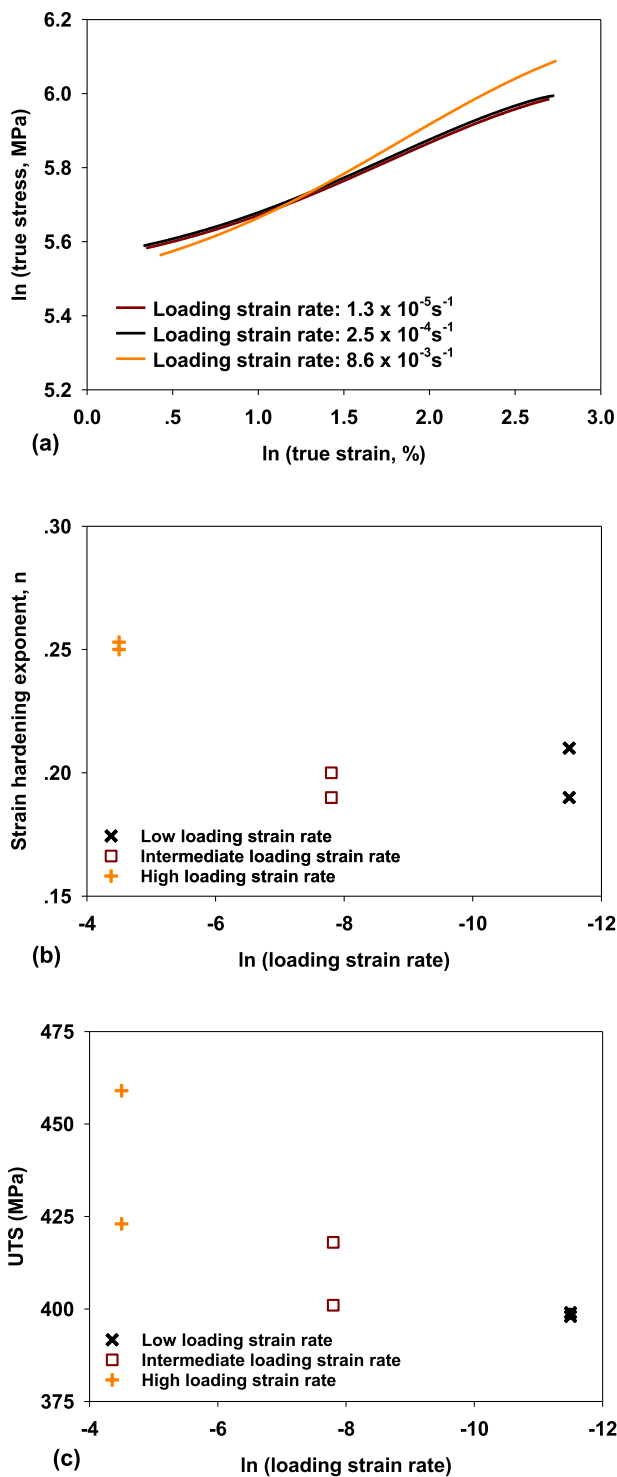 6.2
6.0
5.8
5.6
5.4
5.2
ln (true stress, MPa)
Loading strain rate: 1.3 x 10⁻⁵s⁻¹
Loading strain rate: 2.5 x 10⁻⁴s⁻¹
Loading strain rate: 8.6 x 10⁻³s⁻¹
0.0 .5 1.0 1.5 2.0 2.5 3.0
ln (true strain, %)
(a)
.30
.25
.20
.15
Strain hardening exponent, n
Low loading strain rate
Intermediate loading strain rate
High loading strain rate
-4 -6 -8 -10 -12
ln (loading strain rate)
(b)
475
450
425
400
375
UTS (MPa)
Low loading strain rate
Intermediate loading strain rate
High loading strain rate
-4 -6 -8 -10 -12
ln (loading strain rate)
(c)